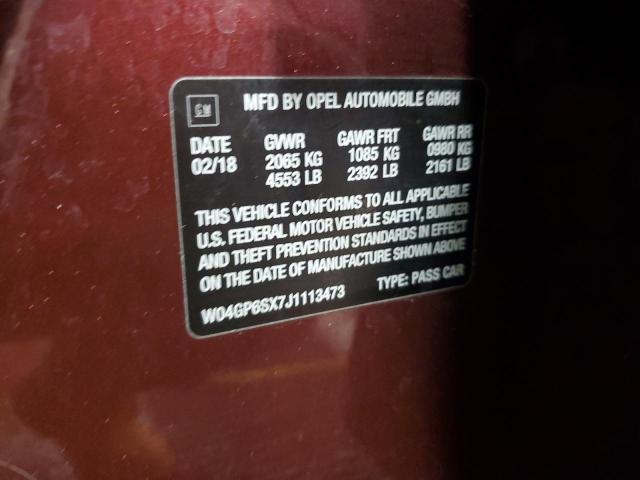 GM
MFD BY OPEL AUTOMOBILE GMBH
DATE GVWR GAWR FRT GAWR RR
02/18 2065 KG 1085 KG 0980 KG
4553 LB 2392 LB 2161 LB
THIS VEHICLE CONFORMS TO ALL APPLICABLE
U.S. FEDERAL MOTOR VEHICLE SAFETY, BUMPER
AND THEFT PREVENTION STANDARDS IN EFFECT
ON THE DATE OF MANUFACTURE SHOWN ABOVE
W04GP6SX7J1113473 TYPE: PASS CAR